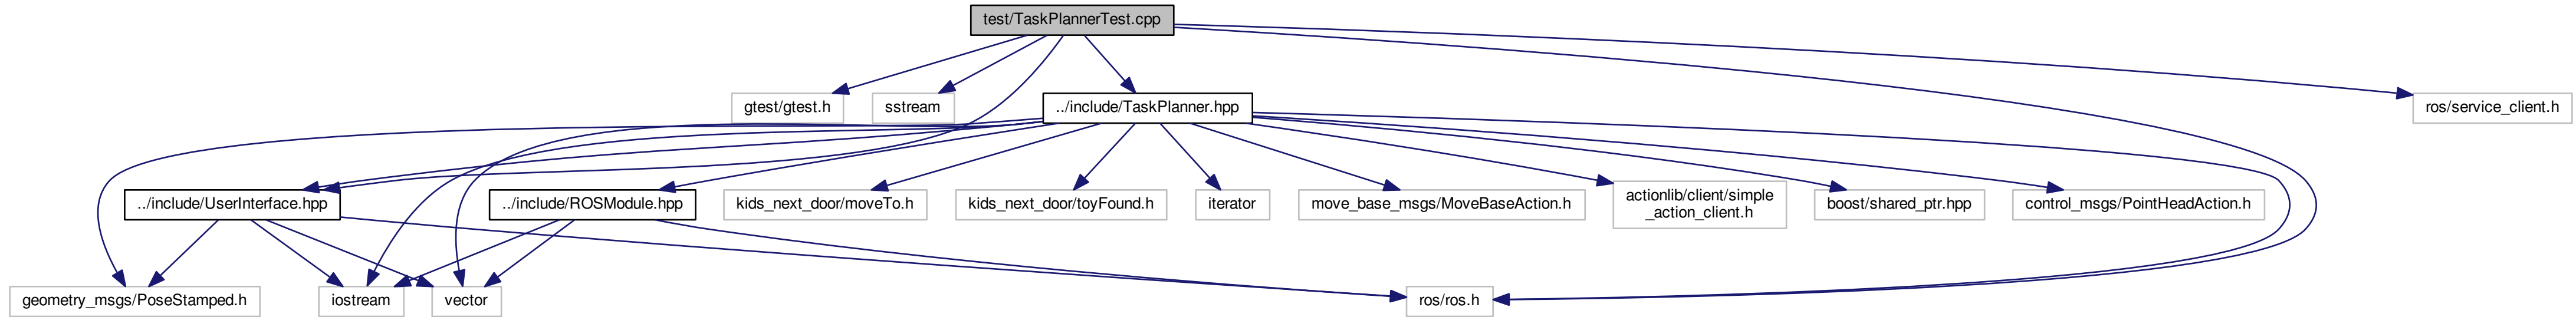 test/TaskPlannerTest.cpp
gtest/gtest.h
sstream
../include/TaskPlanner.hpp
ros/service_client.h
../include/UserInterface.hpp
../include/ROSModule.hpp
kids_next_door/moveTo.h
kids_next_door/toyFound.h
iterator
move_base_msgs/MoveBaseAction.h
actionlib/client/simple
_action_client.h
boost/shared_ptr.hpp
control_msgs/PointHeadAction.h
geometry_msgs/PoseStamped.h
iostream
vector
ros/ros.h